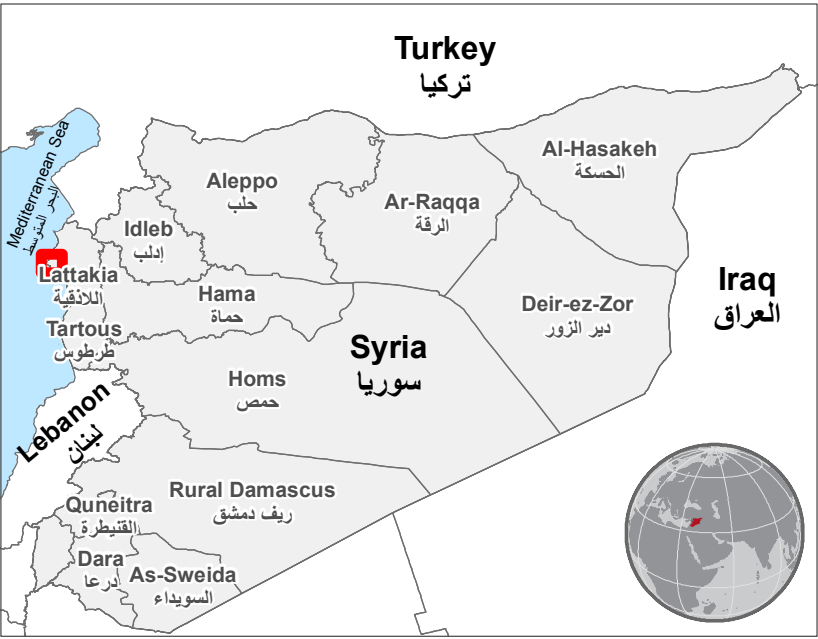 Turkey
تركيا
Mediterranean Sea
البحر المتوسط
Al-Hasakeh
الحسكة
Aleppo
حلب
Ar-Raqqa
الرقة
Idleb
إدلب
Lattakia
اللاذقية
Hama
حماة
Deir-ez-Zor
دير الزور
Iraq
العراق
Tartous
طرطوس
Syria
سوريا
Homs
حمص
Lebanon
لبنان
Rural Damascus
ريف دمشق
Quneitra
القنيطرة
Dara
درعا
As-Sweida
السويداء